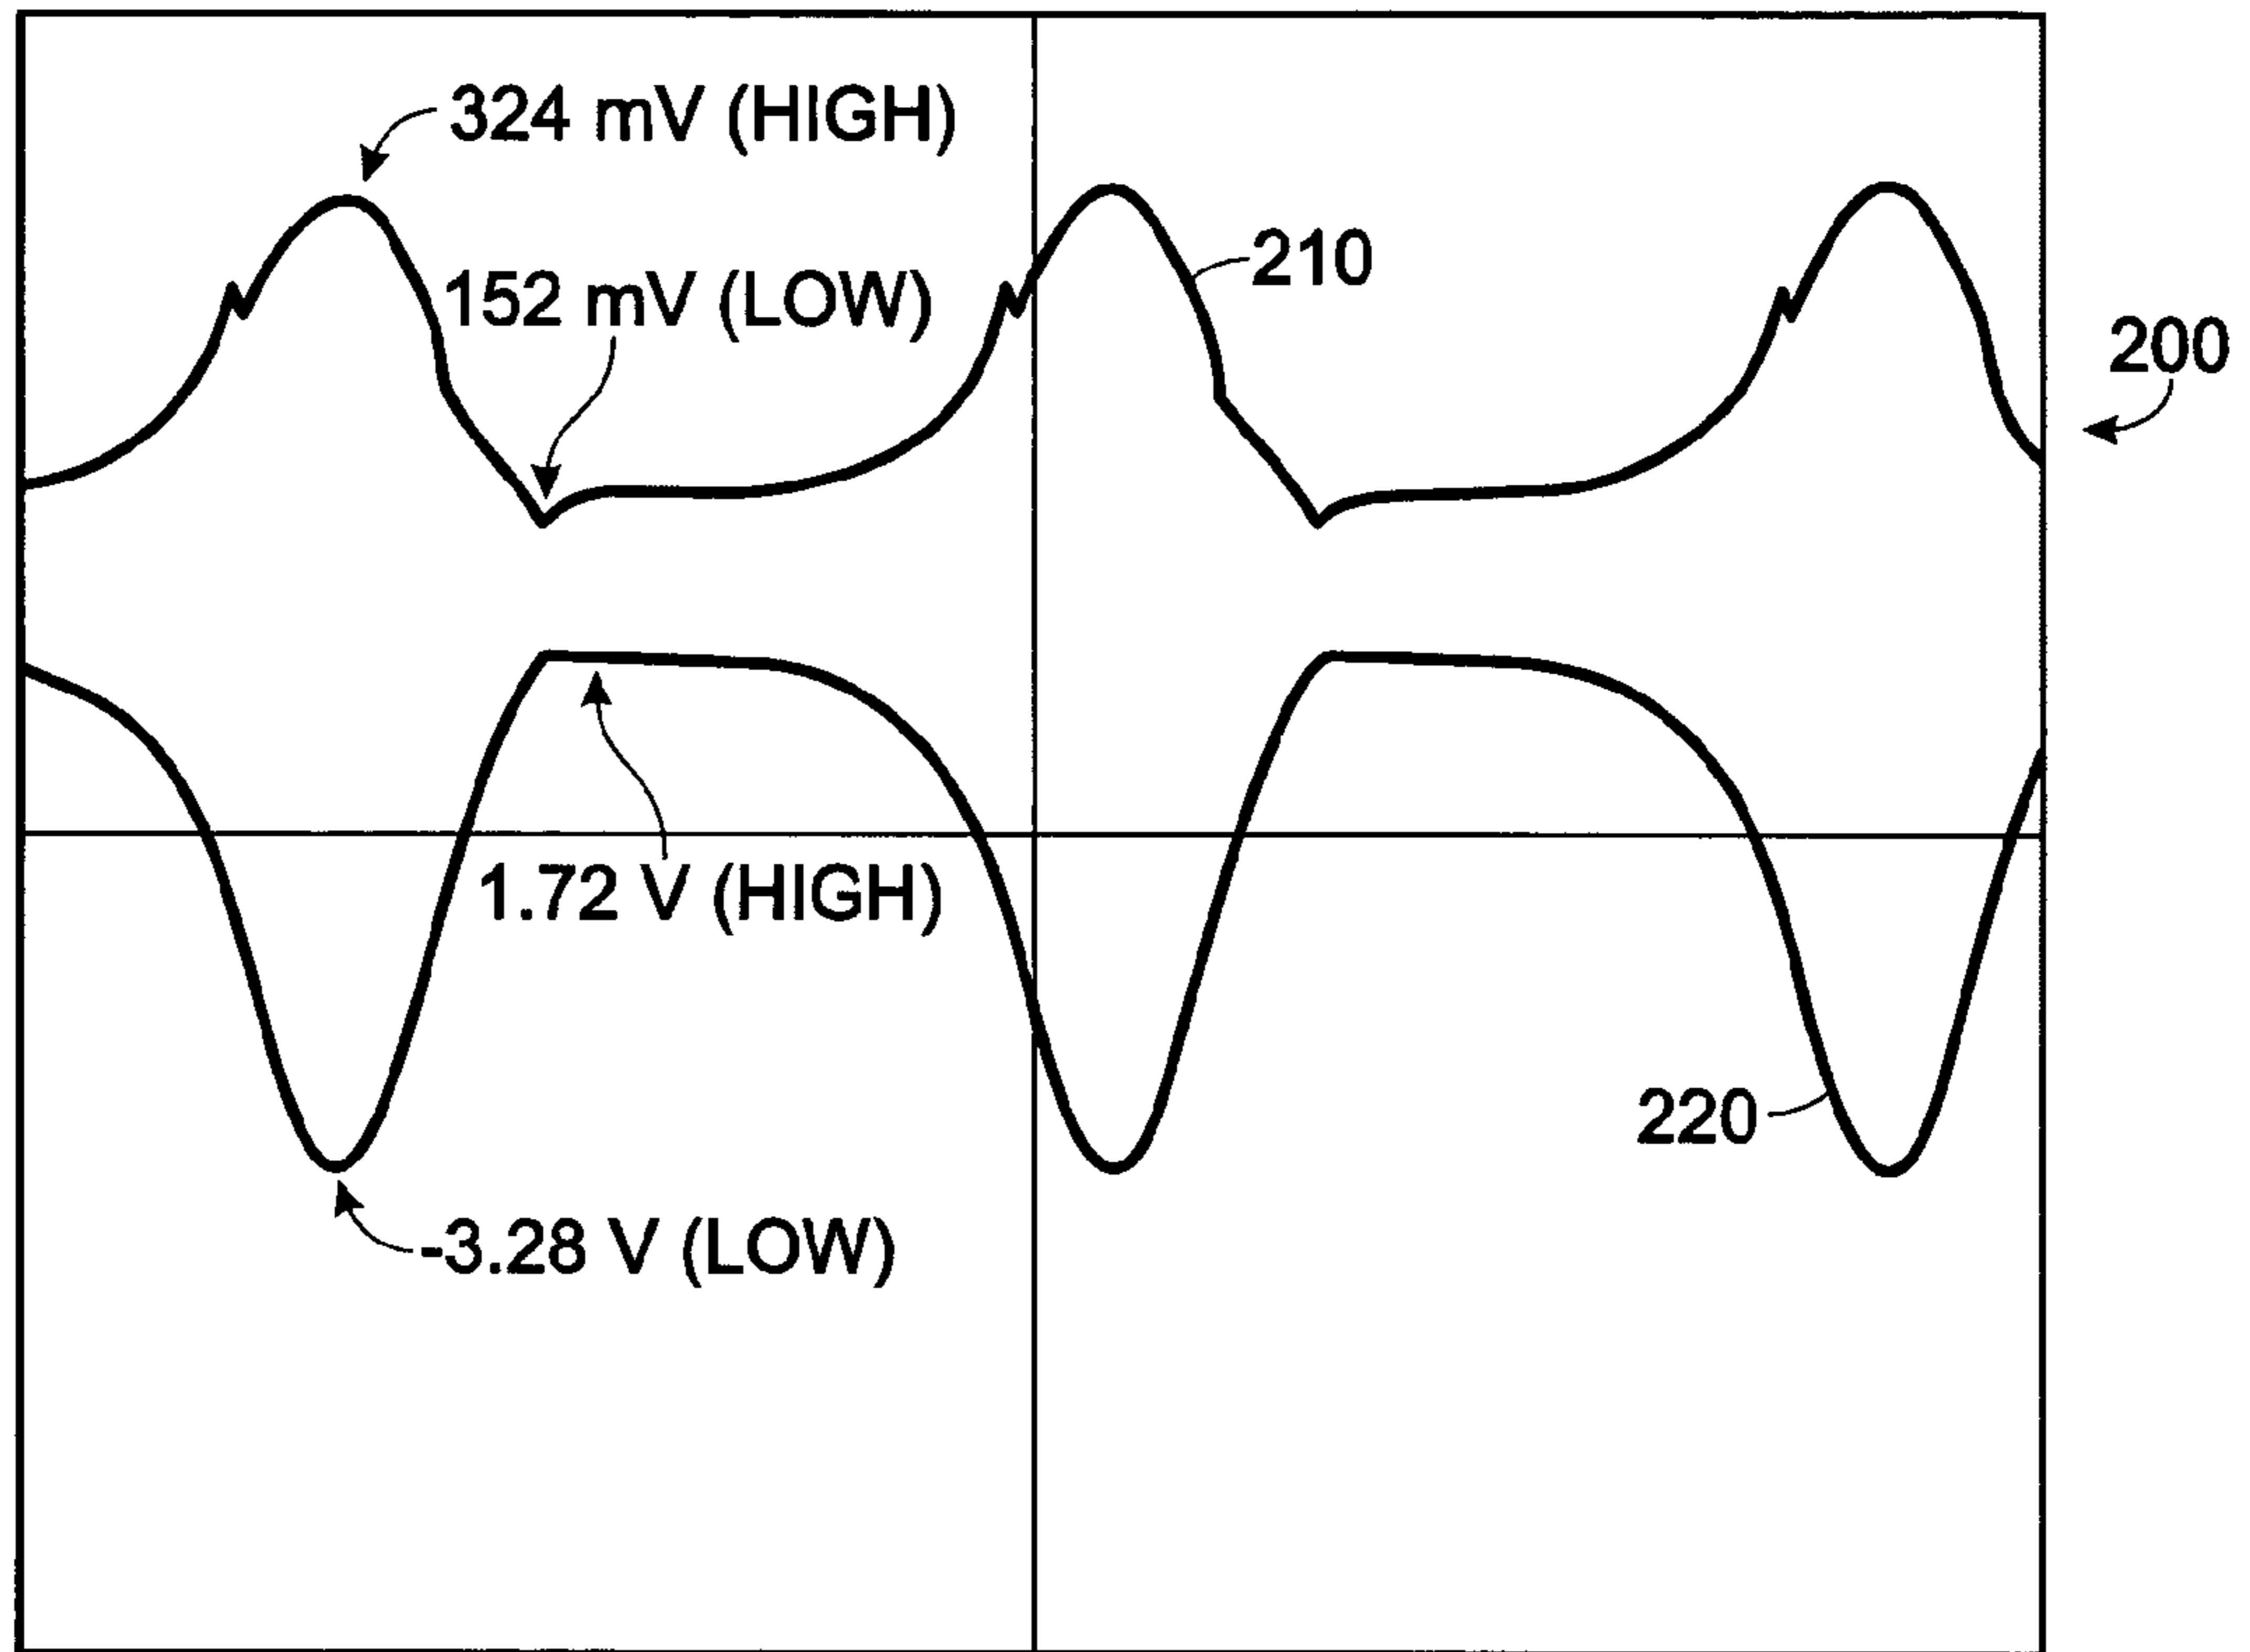 324 mV (HIGH)
152 mV (LOW)
210
200
1.72 V (HIGH)
220
-3.28 V (LOW)